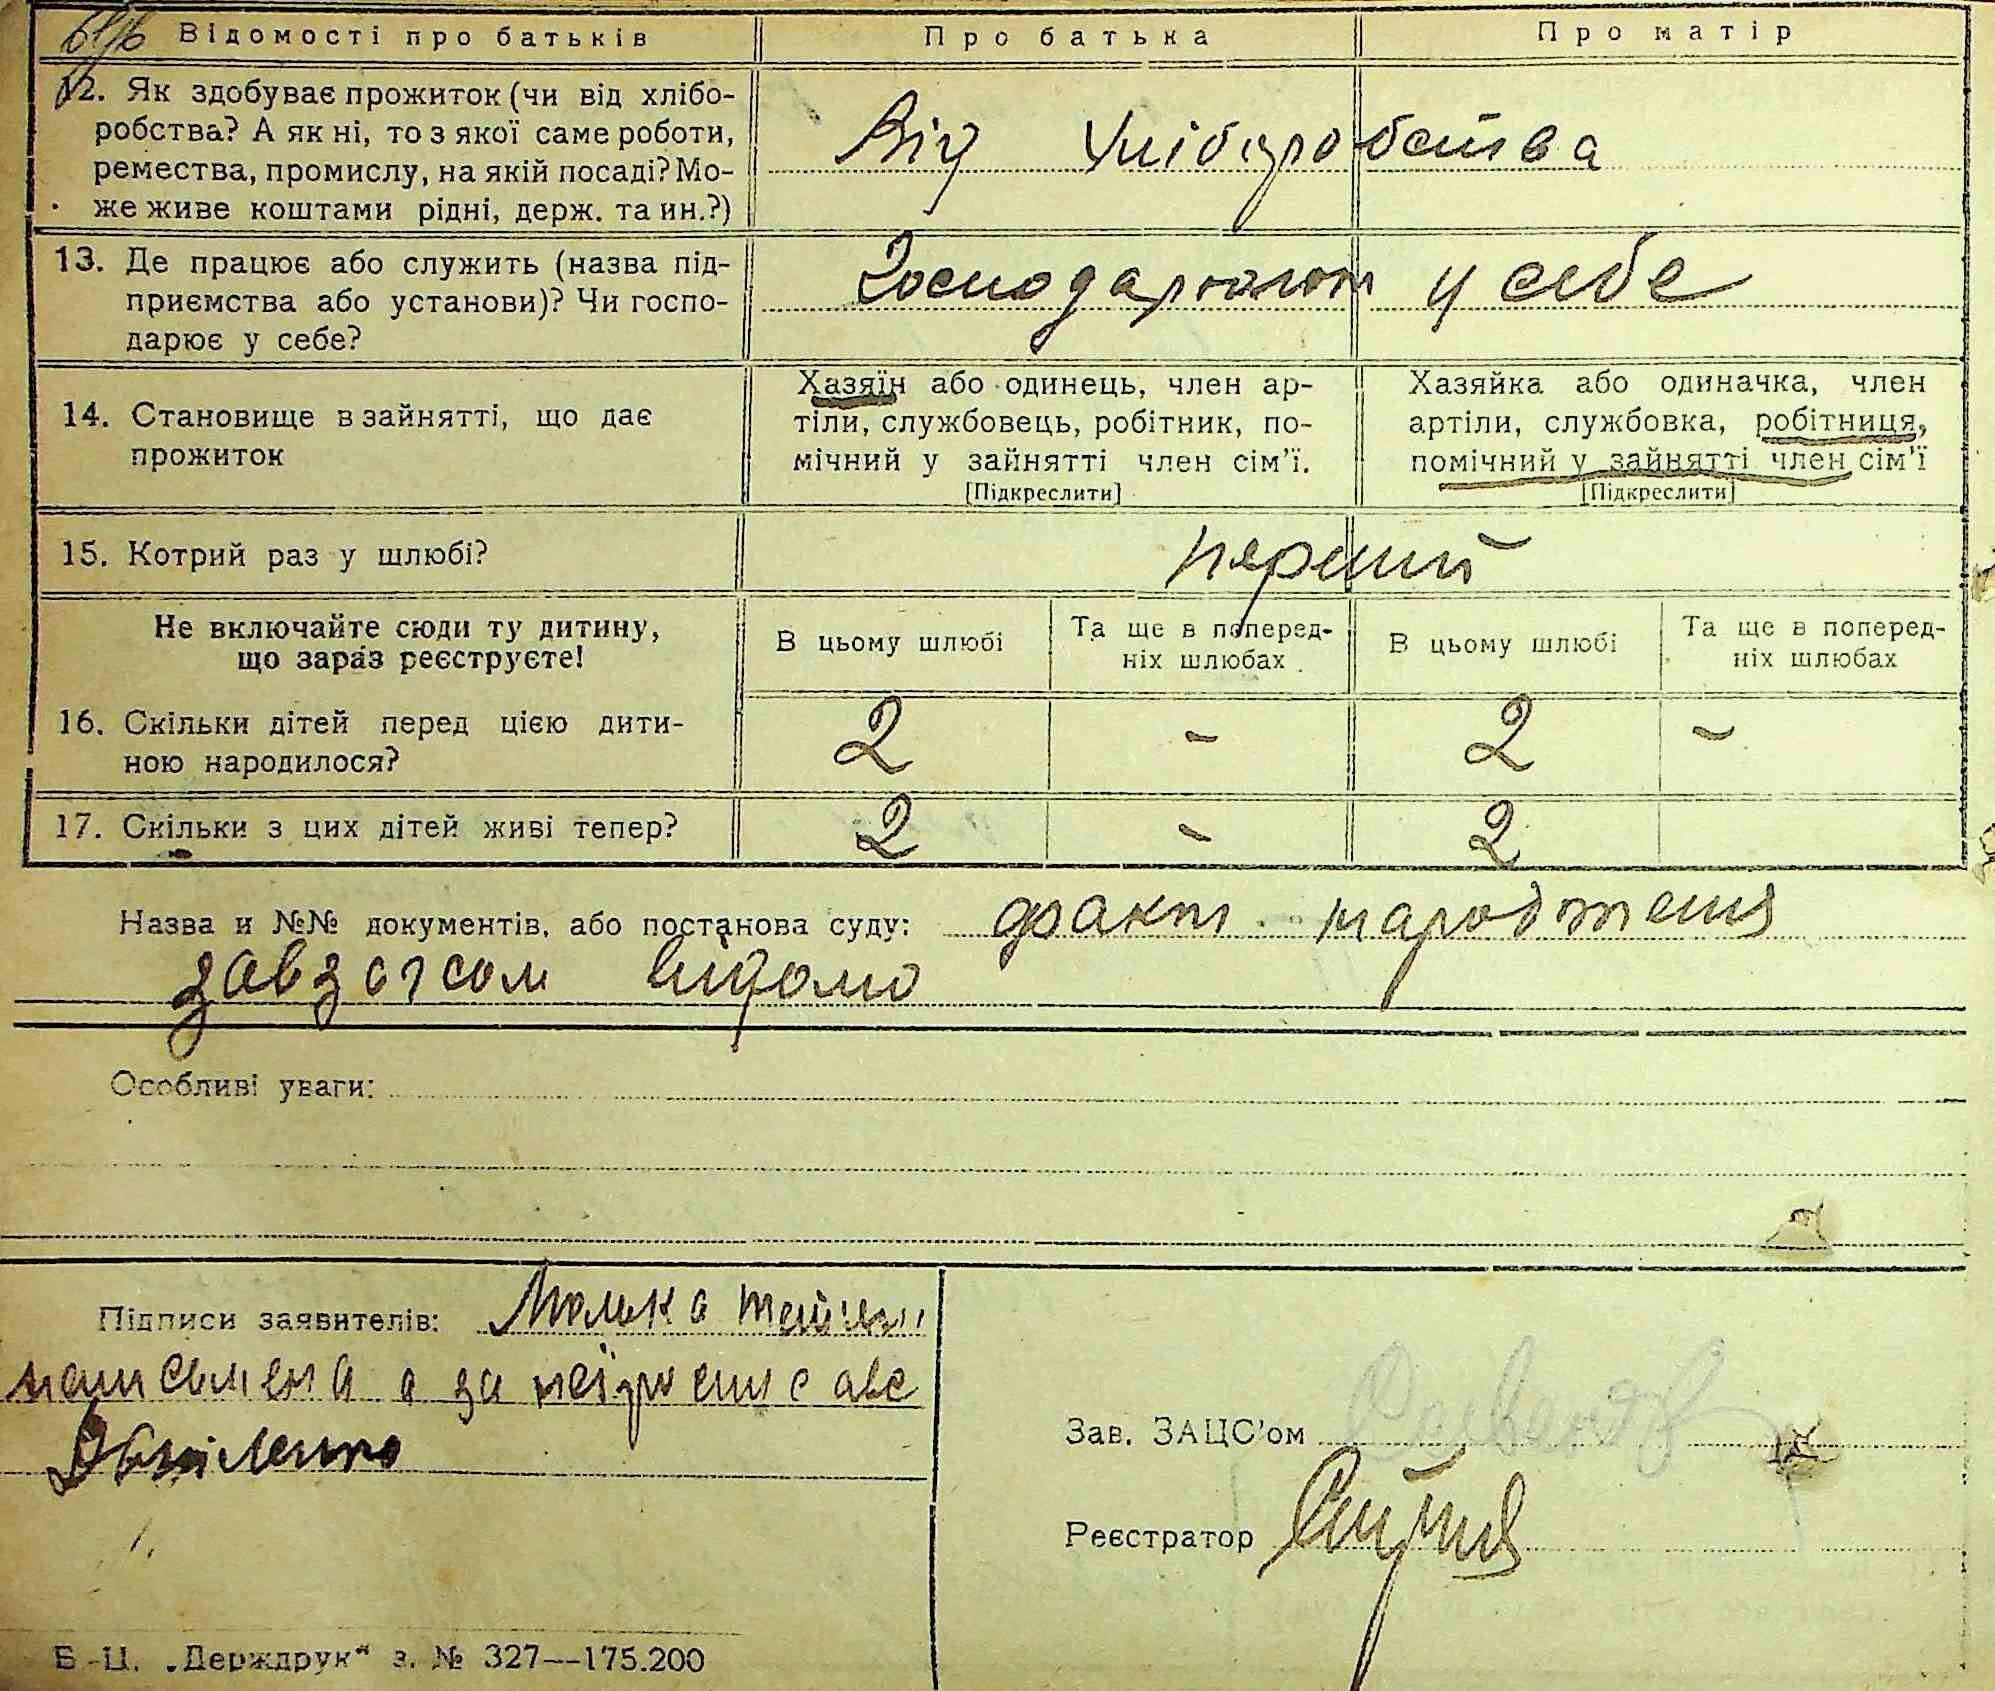 Відомості про батьків
Про батька
Про матір
12. Як здобуває прожиток (чи від хлібо-
робства? А як ні, то з якої саме роботи,
ремества, промислу, на якій посаді? Мо-
же живе коштами рідні, держ. та ин.?)
Від хліборобства
13. Де працює або служить (назва під-
приємства або установи)? Чи госпо-
дарює у себе?
Господарюют у себе
14. Становище в зайнятті, що дає
прожиток
Хазяїн або одинець, член ар-
тіли, службовець, робітник, по-
мічний у зайнятті член сім'ї.
[Підкреслити]
Хазяйка або одиначка, член
артіли, службовка, робітниця,
помічний у зайнятті член сім'ї
[Підкреслити]
15. Котрий раз у шлюбі?
перший
Не включайте сюди ту дитину,
що зараз реєструєте!
В цьому шлюбі
Та ще в поперед-
ніх шлюбах
В цьому шлюбі
Та ще в поперед-
ніх шлюбах
16. Скільки дітей перед цією дити-
ною народилося?
2 - 2 -
17. Скільки з цих дітей живі тепер?
2 - 2
Назва и №№ документів, або постанова суду: факт народження
завзагсом відомо
Особливі уваги:
Підписи заявителів:
а за
Зав. ЗАЦС'ом
Реєстратор
Б-Ц. „Держдрук" з. № 327—175.200